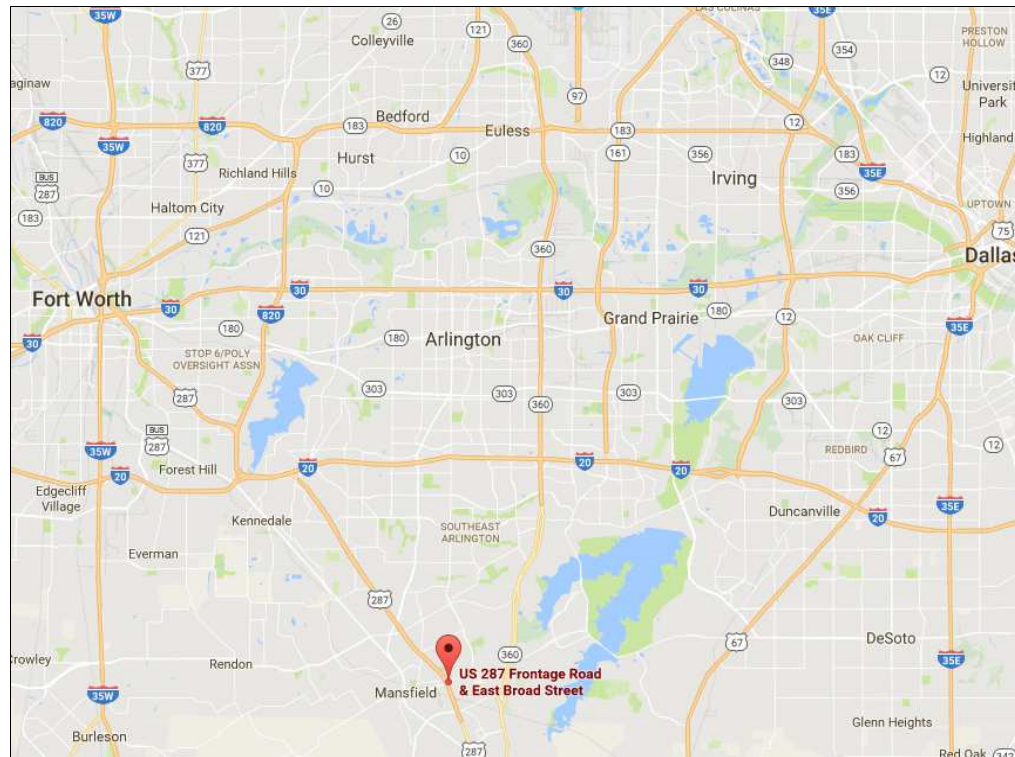 35W
26
Colleyville
121
360
LAS COLINAS
35E
PRESTON
HOLLOW
377
354
348
97
12
aginaw
University
Park
820
820
183
Bedford
Euless
183
12
Highland
35W
377
Hurst
10
161
356
183
35E
BUS
287
Richland Hills
10
Irving
356
183
Haltom City
UPTOWN
121
360
75
Dallas
Fort Worth
30
30
30
30
820
180
Arlington
180
Grand Prairie
180
12
35E
30
STOP 6/POLY
OVERSIGHT ASSN
OAK CLIFF
287
303
303
360
303
303
BUS
287
12
35W
Forest Hill
REDBIRD
67
20
20
20
20
Edgecliff
Village
35E
Kennedale
SOUTHEAST
ARLINGTON
Duncanville
20
Everman
287
67
DeSoto
Crowley
Rendon
360
35E
US 287 Frontage Road
& East Broad Street
35W
Mansfield
Burleson
Glenn Heights
287
Red Oak
342